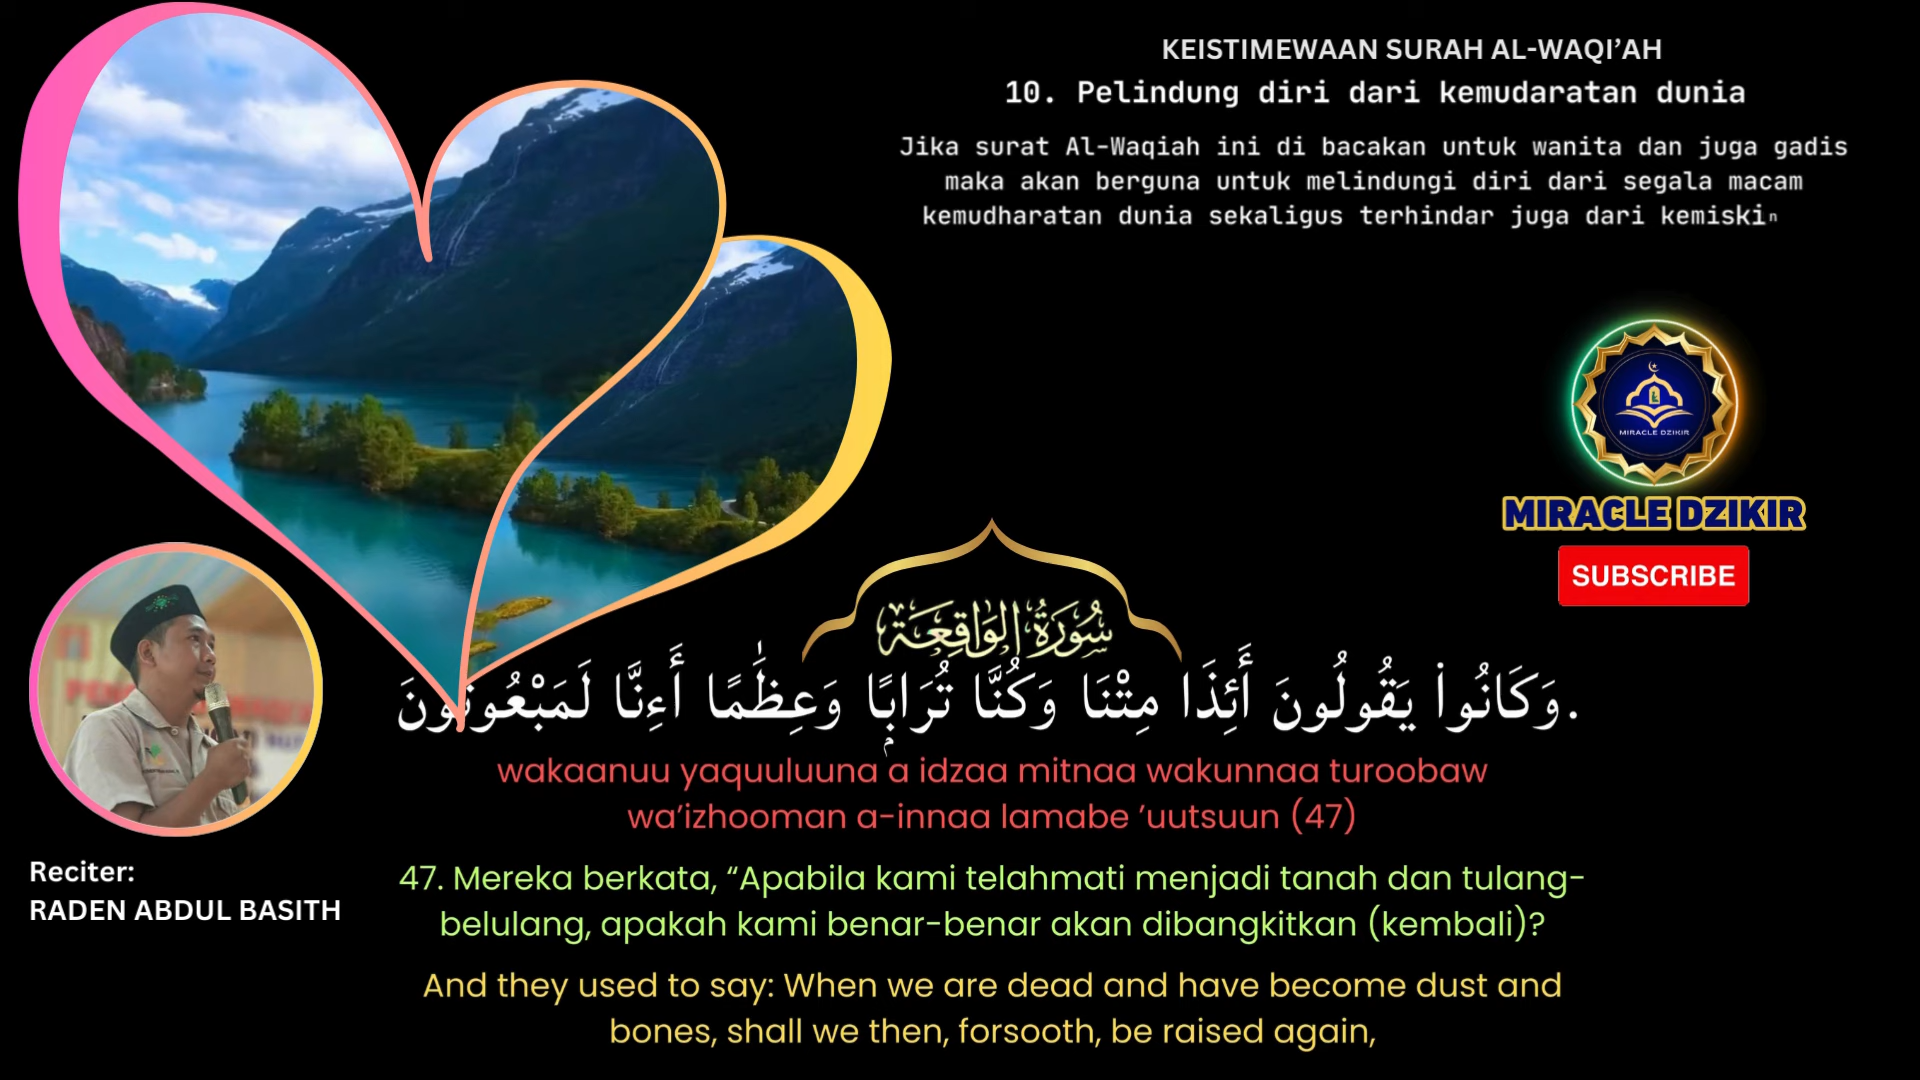 KEISTIMEWAAN SURAH AL-WAQI’AH
10. Pelindung diri dari kemudaratan dunia
Jika surat Al-Waqiah ini di bacakan untuk wanita dan juga gadis
maka akan berguna untuk melindungi diri dari segala macam
kemudharatan dunia sekaligus terhindar juga dari kemiskin
MIRACLE DZIKIR
MIRACLE DZIKIR
SUBSCRIBE
سُورَةُ الوَاقِعَة
وَكَانُوا۟ يَقُولُونَ أَئِذَا مِتْنَا وَكُنَّا تُرَابًۭا وَعِظَٰمًا أَءِنَّا لَمَبْعُوثُونَ.
wakaanuu yaquuluuna a idzaa mitnaa wakunnaa turoobaw
wa’izhooman a-innaa lamabe ’uutsuun (47)
Reciter:
RADEN ABDUL BASITH
47. Mereka berkata, “Apabila kami telahmati menjadi tanah dan tulang-
belulang, apakah kami benar-benar akan dibangkitkan (kembali)?
And they used to say: When we are dead and have become dust and
bones, shall we then, forsooth, be raised again,